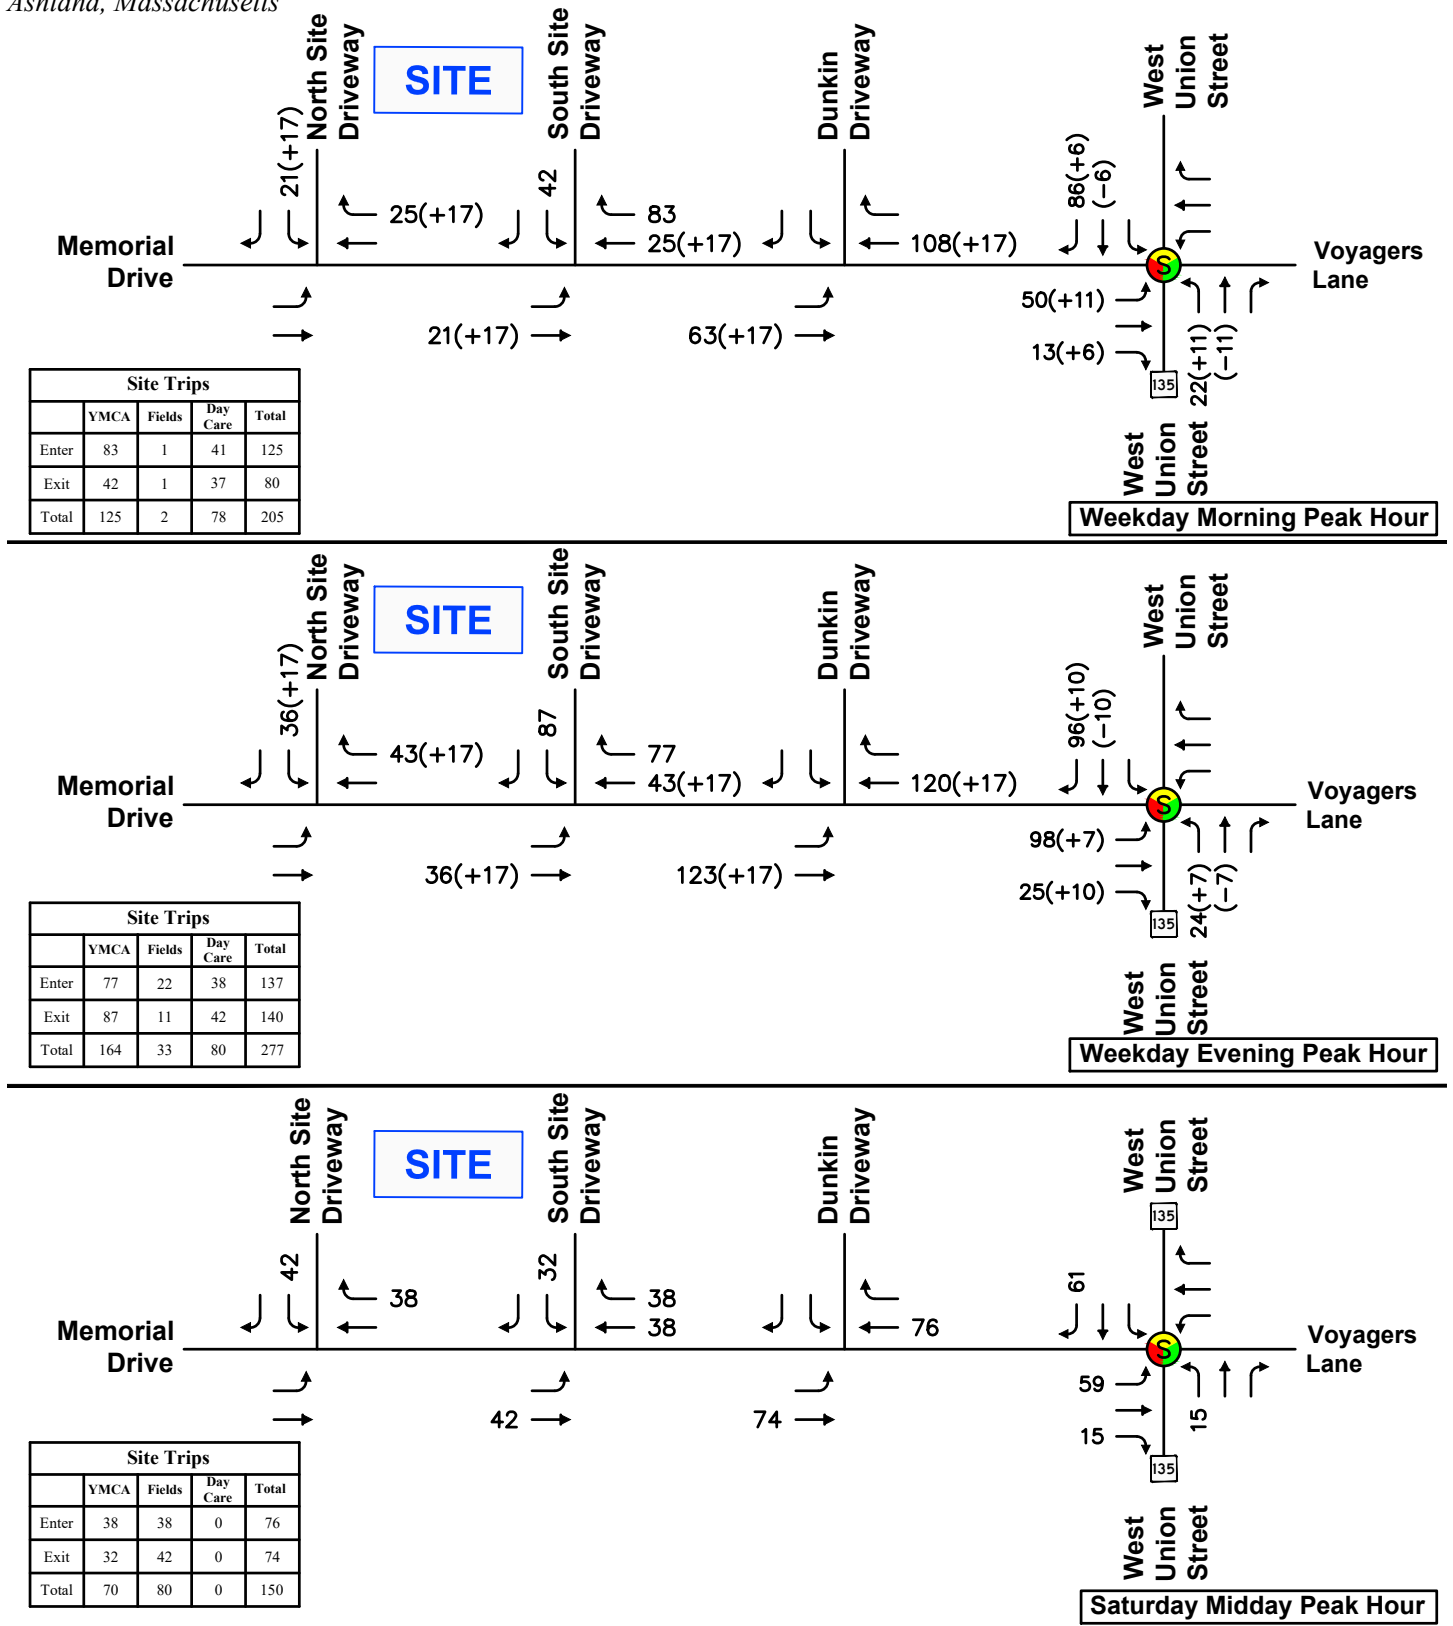 Ashland, Massachusetts
North Site
Driveway
SITE
South Site
Driveway
Dunkin
Driveway
West
Union
Street
21(+17)
42
86(+6)
(-6)
25(+17)
83
25(+17)
108(+17)
Memorial
Drive
Voyagers
Lane
S
21(+17)
63(+17)
50(+11)
13(+6)
22(+11)
(-11)
135
West
Union
Street
Site Trips
YMCA Fields Day Care Total
Enter 83 1 41 125
Exit 42 1 37 80
Total 125 2 78 205
Weekday Morning Peak Hour
North Site
Driveway
SITE
South Site
Driveway
Dunkin
Driveway
West
Union
Street
36(+17)
87
96(+10)
(-10)
43(+17)
77
43(+17)
120(+17)
Memorial
Drive
Voyagers
Lane
S
36(+17)
123(+17)
98(+7)
25(+10)
24(+7)
(-7)
135
West
Union
Street
Site Trips
YMCA Fields Day Care Total
Enter 77 22 38 137
Exit 87 11 42 140
Total 164 33 80 277
Weekday Evening Peak Hour
North Site
Driveway
SITE
South Site
Driveway
Dunkin
Driveway
West
Union
Street
135
42
32
61
38
38
38
76
Memorial
Drive
Voyagers
Lane
S
42
74
59
15
15
135
West
Union
Street
Site Trips
YMCA Fields Day Care Total
Enter 38 38 0 76
Exit 32 42 0 74
Total 70 80 0 150
Saturday Midday Peak Hour